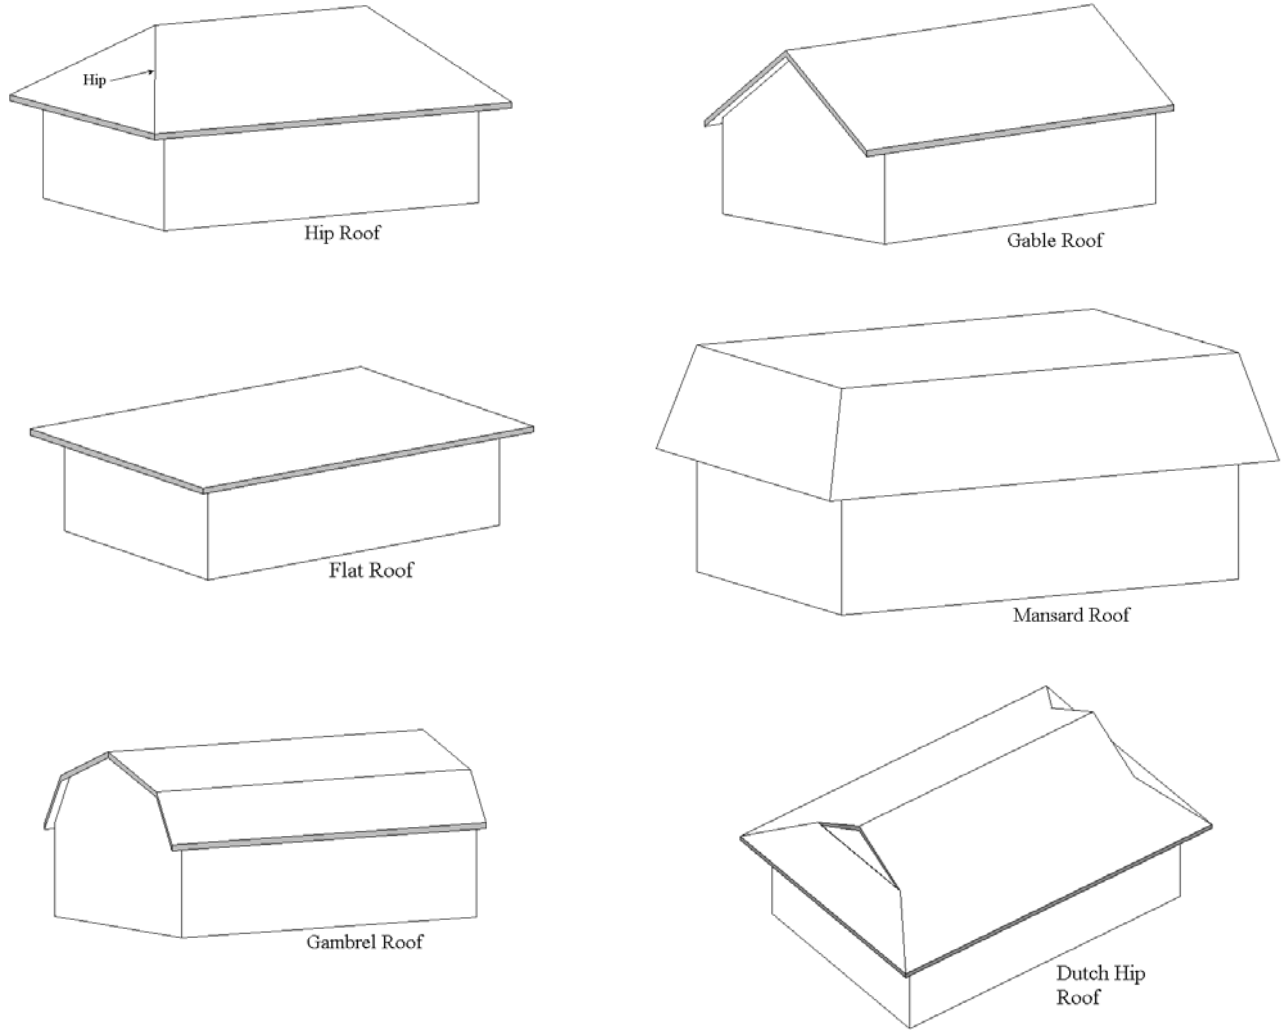 Hip
Hip Roof
Gable Roof
Flat Roof
Mansard Roof
Gambrel Roof
Dutch Hip
Roof